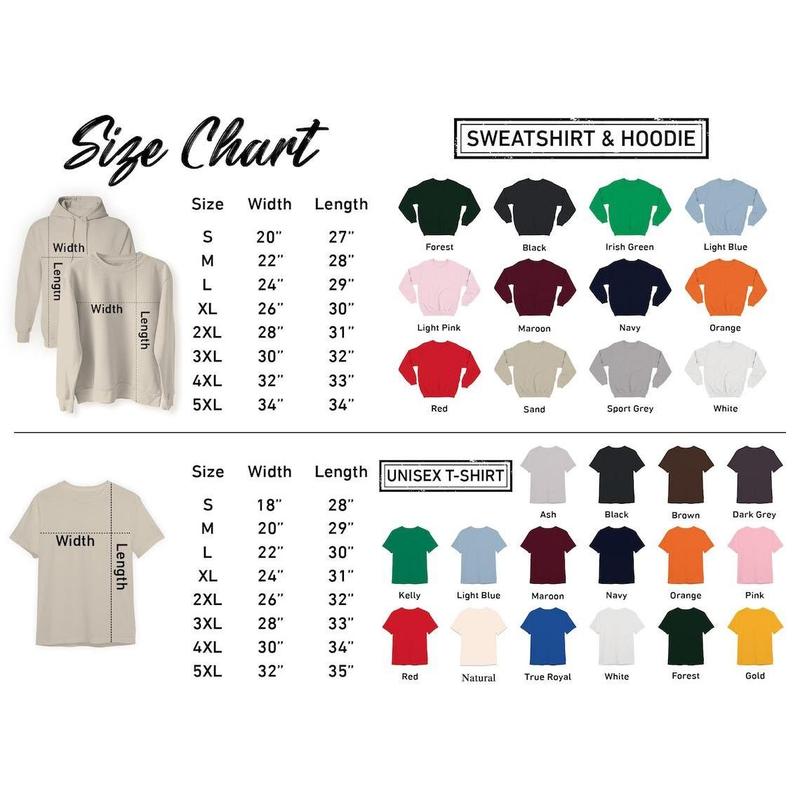 Size Chart
SWEATSHIRT & HOODIE
Width
Length
Width
Length
Size Width Length
S 20” 27”
M 22” 28”
L 24” 29”
XL 26” 30”
2XL 28” 31”
3XL 30” 32”
4XL 32” 33”
5XL 34” 34”
Forest Black Irish Green Light Blue
Light Pink Maroon Navy Orange
Red Sand Sport Grey White
Width
Length
Size Width Length
S 18” 28”
M 20” 29”
L 22” 30”
XL 24” 31”
2XL 26” 32”
3XL 28” 33”
4XL 30” 34”
5XL 32” 35”
UNISEX T-SHIRT
Ash Black Brown Dark Grey
Kelly Light Blue Maroon Navy Orange Pink
Red Natural True Royal White Forest Gold